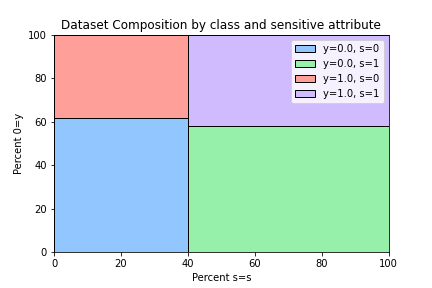 Dataset Composition by class and sensitive attribute
100
80
60
40
20
0
Percent 0=y
y=0.0, s=0
y=0.0, s=1
y=1.0, s=0
y=1.0, s=1
0 20 40 60 80 100
Percent s=s